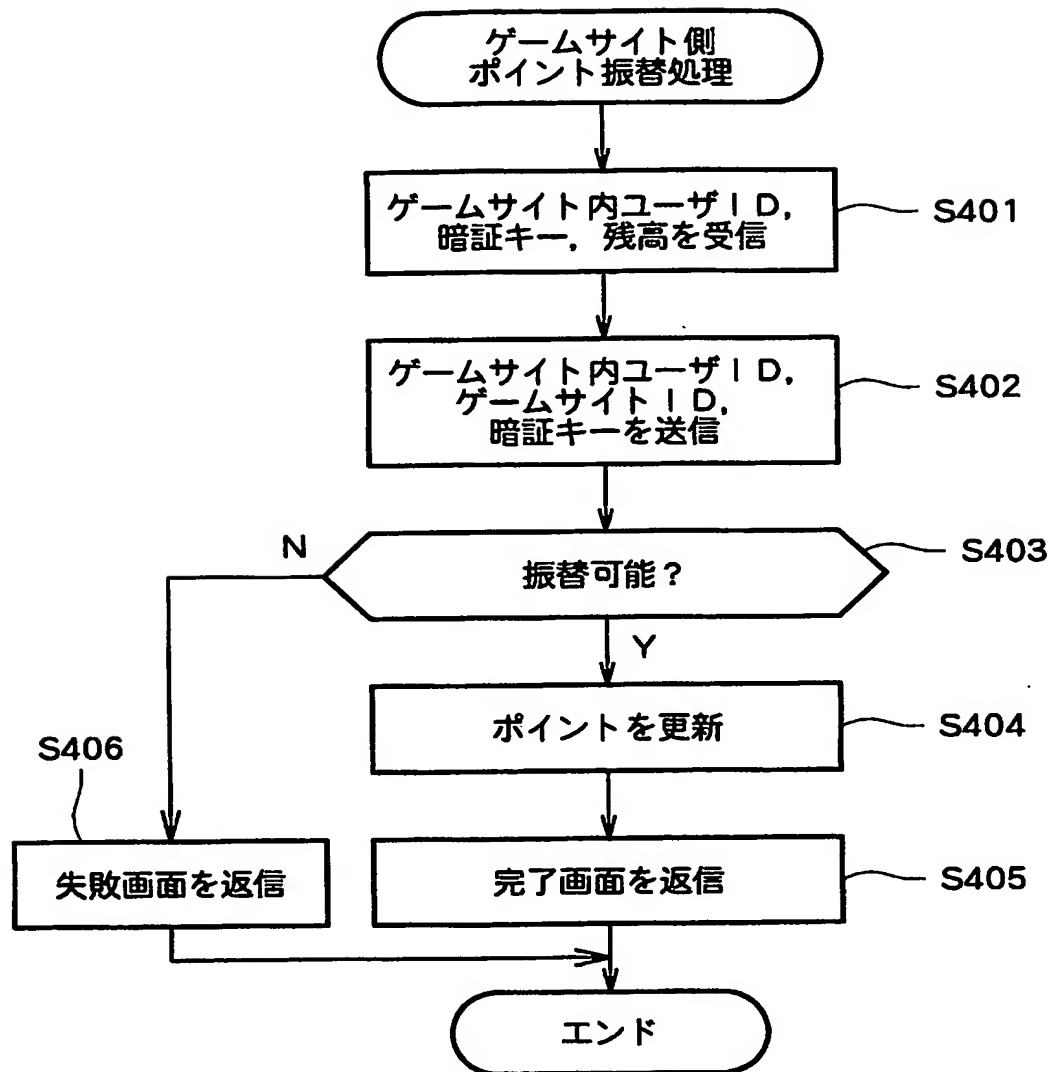 ゲームサイト側
ポイント振替処理
ゲームサイト内ユーザID,
暗証キー, 残高を受信
S401
ゲームサイト内ユーザID,
ゲームサイトID,
暗証キーを送信
S402
振替可能?
S403
N
Y
ポイントを更新
S404
S406
失敗画面を返信
完了画面を返信
S405
エンド